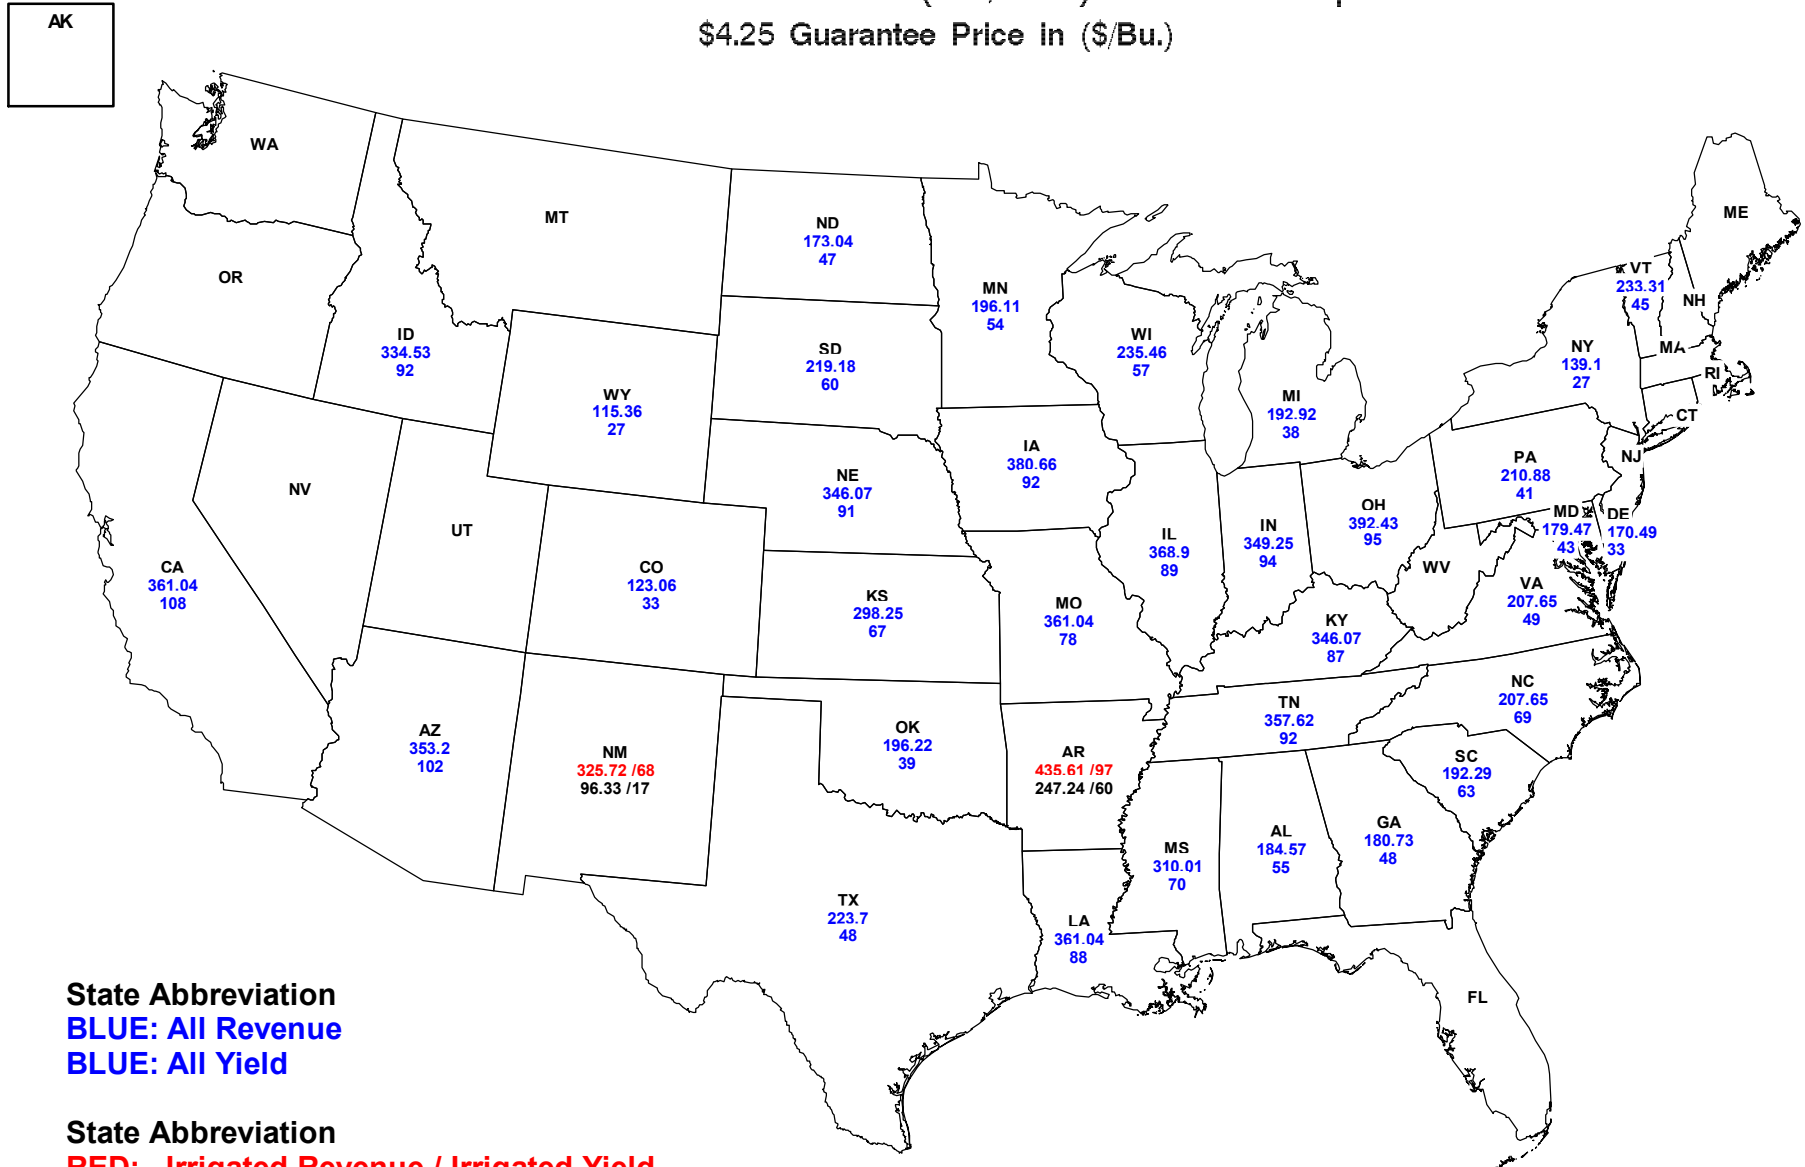 AK
$4.25 Guarantee Price in ($/Bu.)
WA
MT
ND
173.04
47
OR
ID
334.53
92
MN
196.11
54
WI
235.46
57
ME
VT
233.31
45
NH
NY
139.1
27
MA
RI
CT
SD
219.18
60
WY
115.36
27
MI
192.92
38
IA
380.66
92
NE
346.07
91
NV
UT
PA
210.88
41
NJ
MD
179.47
43
DE
170.49
33
OH
392.43
95
IN
349.25
94
IL
368.9
89
WV
CA
361.04
108
CO
123.06
33
KS
298.25
67
MO
361.04
78
KY
346.07
87
VA
207.65
49
NC
207.65
69
TN
357.62
92
AZ
353.2
102
NM
325.72 /68
96.33 /17
OK
196.22
39
AR
435.61 /97
247.24 /60
SC
192.29
63
MS
310.01
70
AL
184.57
55
GA
180.73
48
TX
223.7
48
LA
361.04
88
FL
State Abbreviation
BLUE: All Revenue
BLUE: All Yield
State Abbreviation
RED: Irrigated Revenue / Irrigated Yield